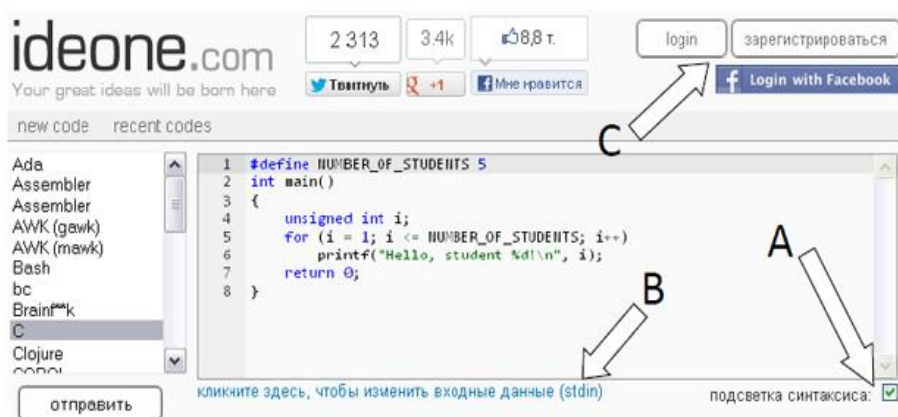 ideone.com
Your great ideas will be born here
2 313
3.4k
8,8 т.
Твитнуть
+1
Мне нравится
login
зарегистрироваться
Login with Facebook
new code recent codes
C
Ada
Assembler
Assembler
AWK (gawk)
AWK (mawk)
Bash
bc
Brainf**k
C
Clojure
COBOL
1 #define NUMBER_OF_STUDENTS 5
2 int main()
3 {
4 unsigned int i;
5 for (i = 1; i <= NUMBER_OF_STUDENTS; i++)
6 printf("Hello, student %d!\n", i);
7 return 0;
8 }
A
B
кликните здесь, чтобы изменить входные данные (stdin)
подсветка синтаксиса:
отправить